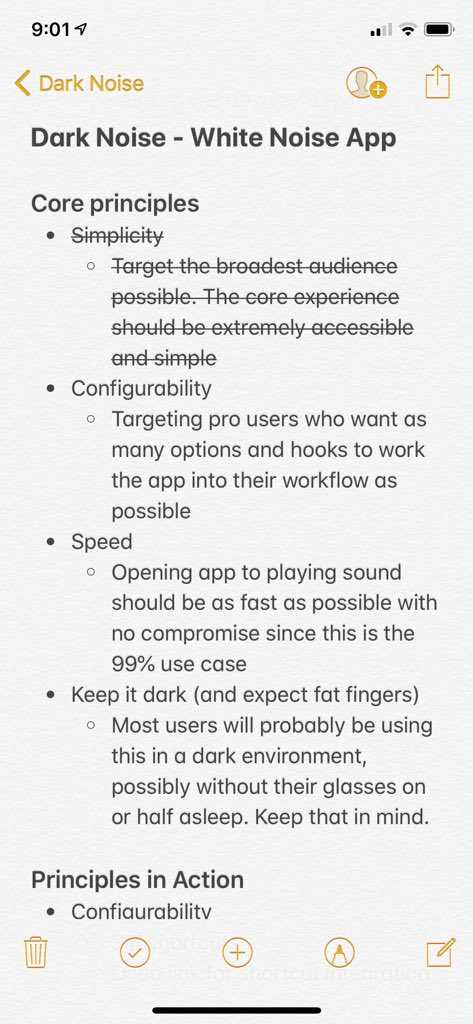 9:01
Dark Noise
Dark Noise - White Noise App
Core principles
• Simplicity
○ Target the broadest audience
possible. The core experience
should be extremely accessible
and simple
• Configurability
○ Targeting pro users who want as
many options and hooks to work
the app into their workflow as
possible
• Speed
○ Opening app to playing sound
should be as fast as possible with
no compromise since this is the
99% use case
• Keep it dark (and expect fat fingers)
○ Most users will probably be using
this in a dark environment,
possibly without their glasses on
or half asleep. Keep that in mind.
Principles in Action
• Configurability
Deep link for shortcut integration